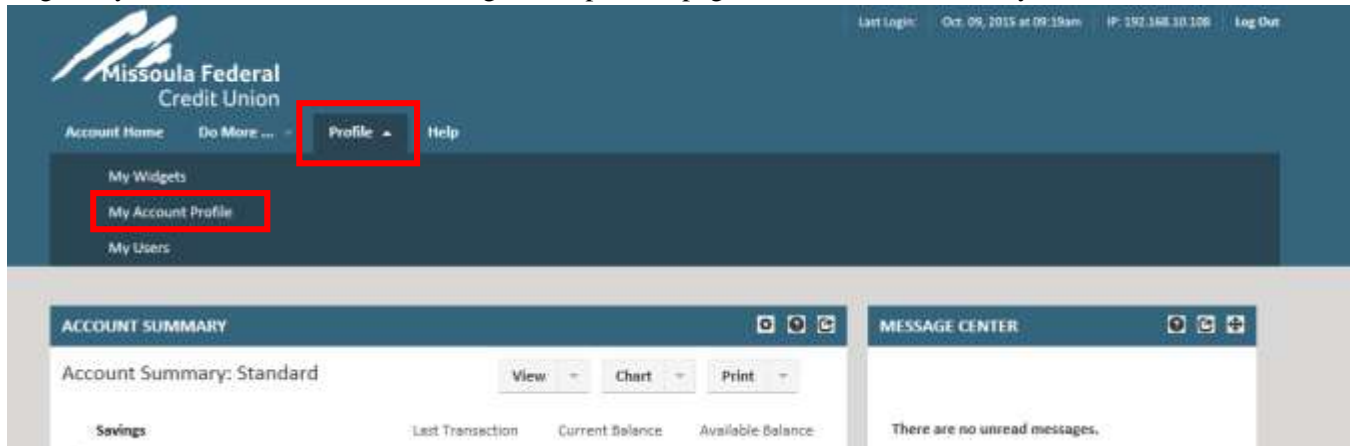 Last Login: Oct. 09, 2015 at 09:19am IP: 192.168.10.108 Log Out
Missoula Federal
Credit Union
Account Home Do More ... Profile Help
My Widgets
My Account Profile
My Users
ACCOUNT SUMMARY
MESSAGE CENTER
Account Summary: Standard View Chart Print
Savings Last Transaction Current Balance Available Balance
There are no unread messages.